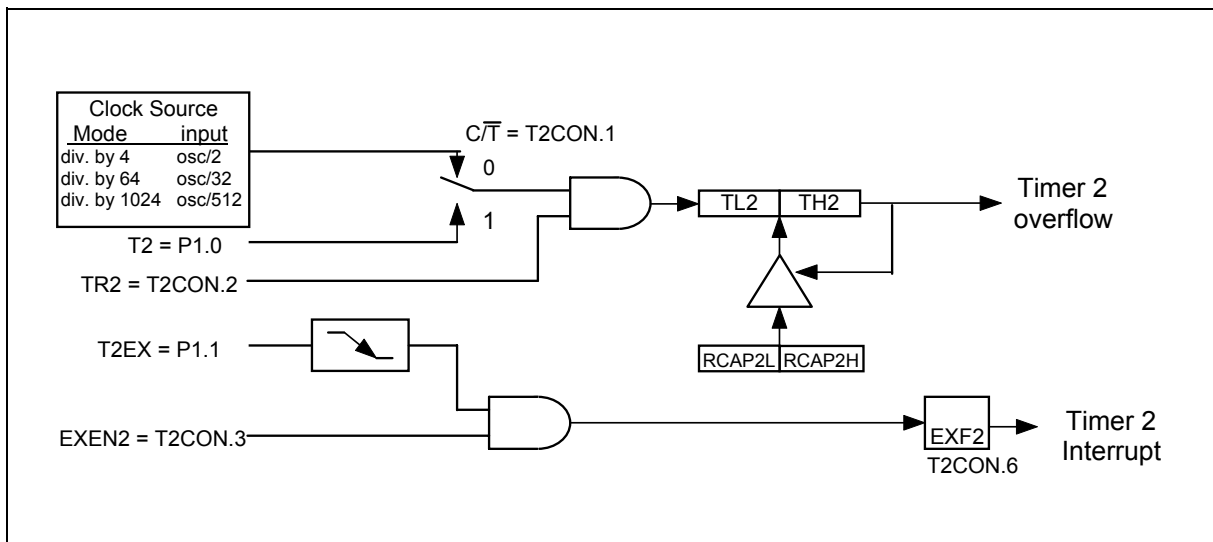 Clock Source
Mode input
div. by 4 osc/2
div. by 64 osc/32
div. by 1024 osc/512
C/T̅ = T2CON.1
0
1
T2 = P1.0
TR2 = T2CON.2
TL2 TH2
Timer 2
overflow
RCAP2L RCAP2H
T2EX = P1.1
EXEN2 = T2CON.3
EXF2
T2CON.6
Timer 2
Interrupt